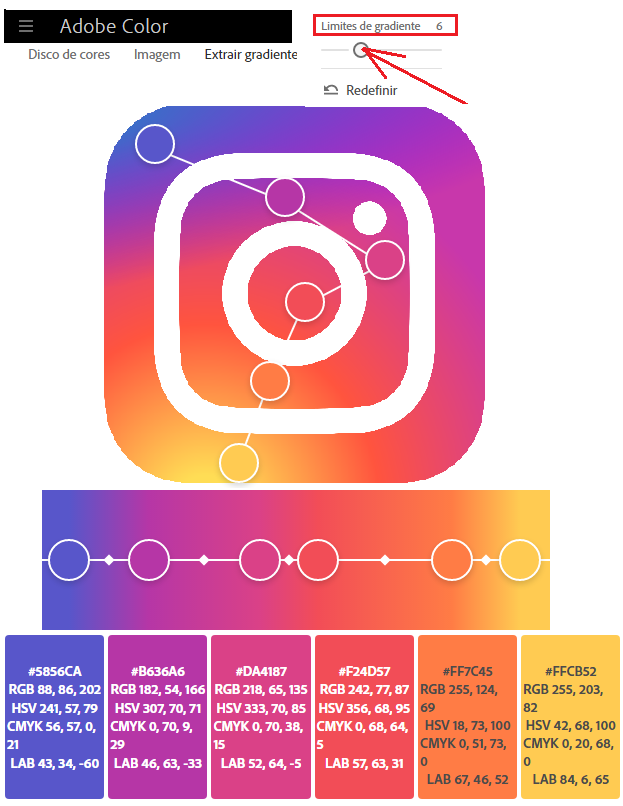 Adobe Color
Limites de gradiente 6
Disco de cores Imagem Extrair gradiente
Redefinir
#5856CA
RGB 88, 86, 202
HSV 241, 57, 79
CMYK 56, 57, 0,
21
LAB 43, 34, -60
#B636A6
RGB 182, 54, 166
HSV 307, 70, 71
CMYK 0, 70, 9,
29
LAB 46, 63, -33
#DA4187
RGB 218, 65, 135
HSV 333, 70, 85
CMYK 0, 70, 38,
15
LAB 52, 64, -5
#F24D57
RGB 242, 77, 87
HSV 356, 68, 95
CMYK 0, 68, 64,
5
LAB 57, 63, 31
#FF7C45
RGB 255, 124,
69
HSV 18, 73, 100
CMYK 0, 51, 73,
0
LAB 67, 46, 52
#FFCB52
RGB 255, 203,
82
HSV 42, 68, 100
CMYK 0, 20, 68,
0
LAB 84, 6, 65